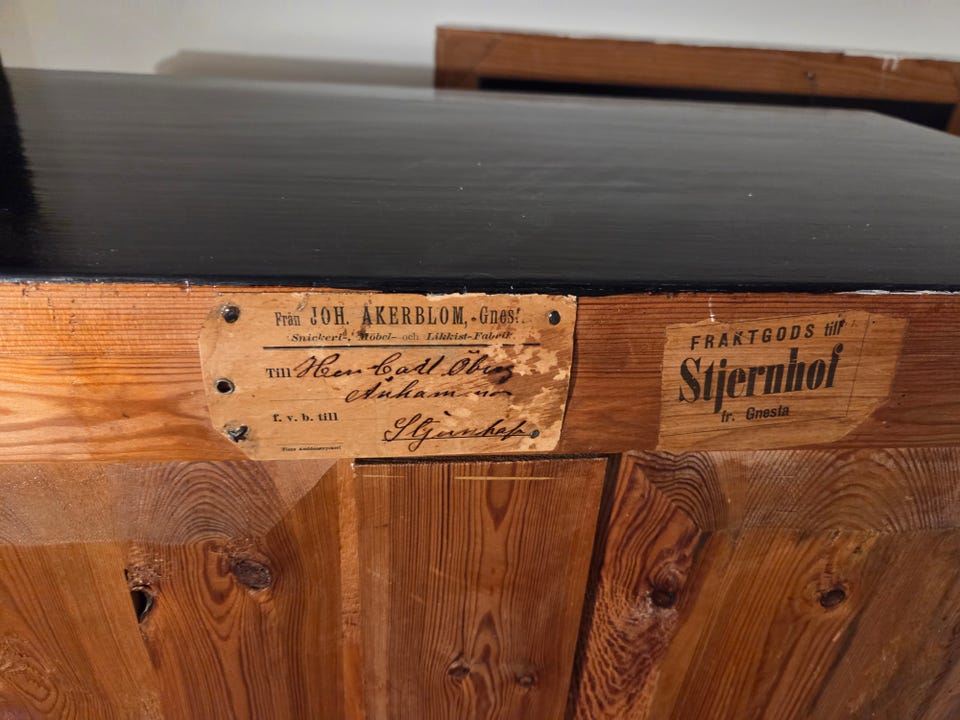 Från JOH. ÅKERBLOM, Gnes
Snickeri-, Möbel- och Likkist-Fabrik
Till Herr Carl Öberg
f. v. b. till
Stjernhof
FRAKTGODS till
Stjernhof
fr. Gnesta